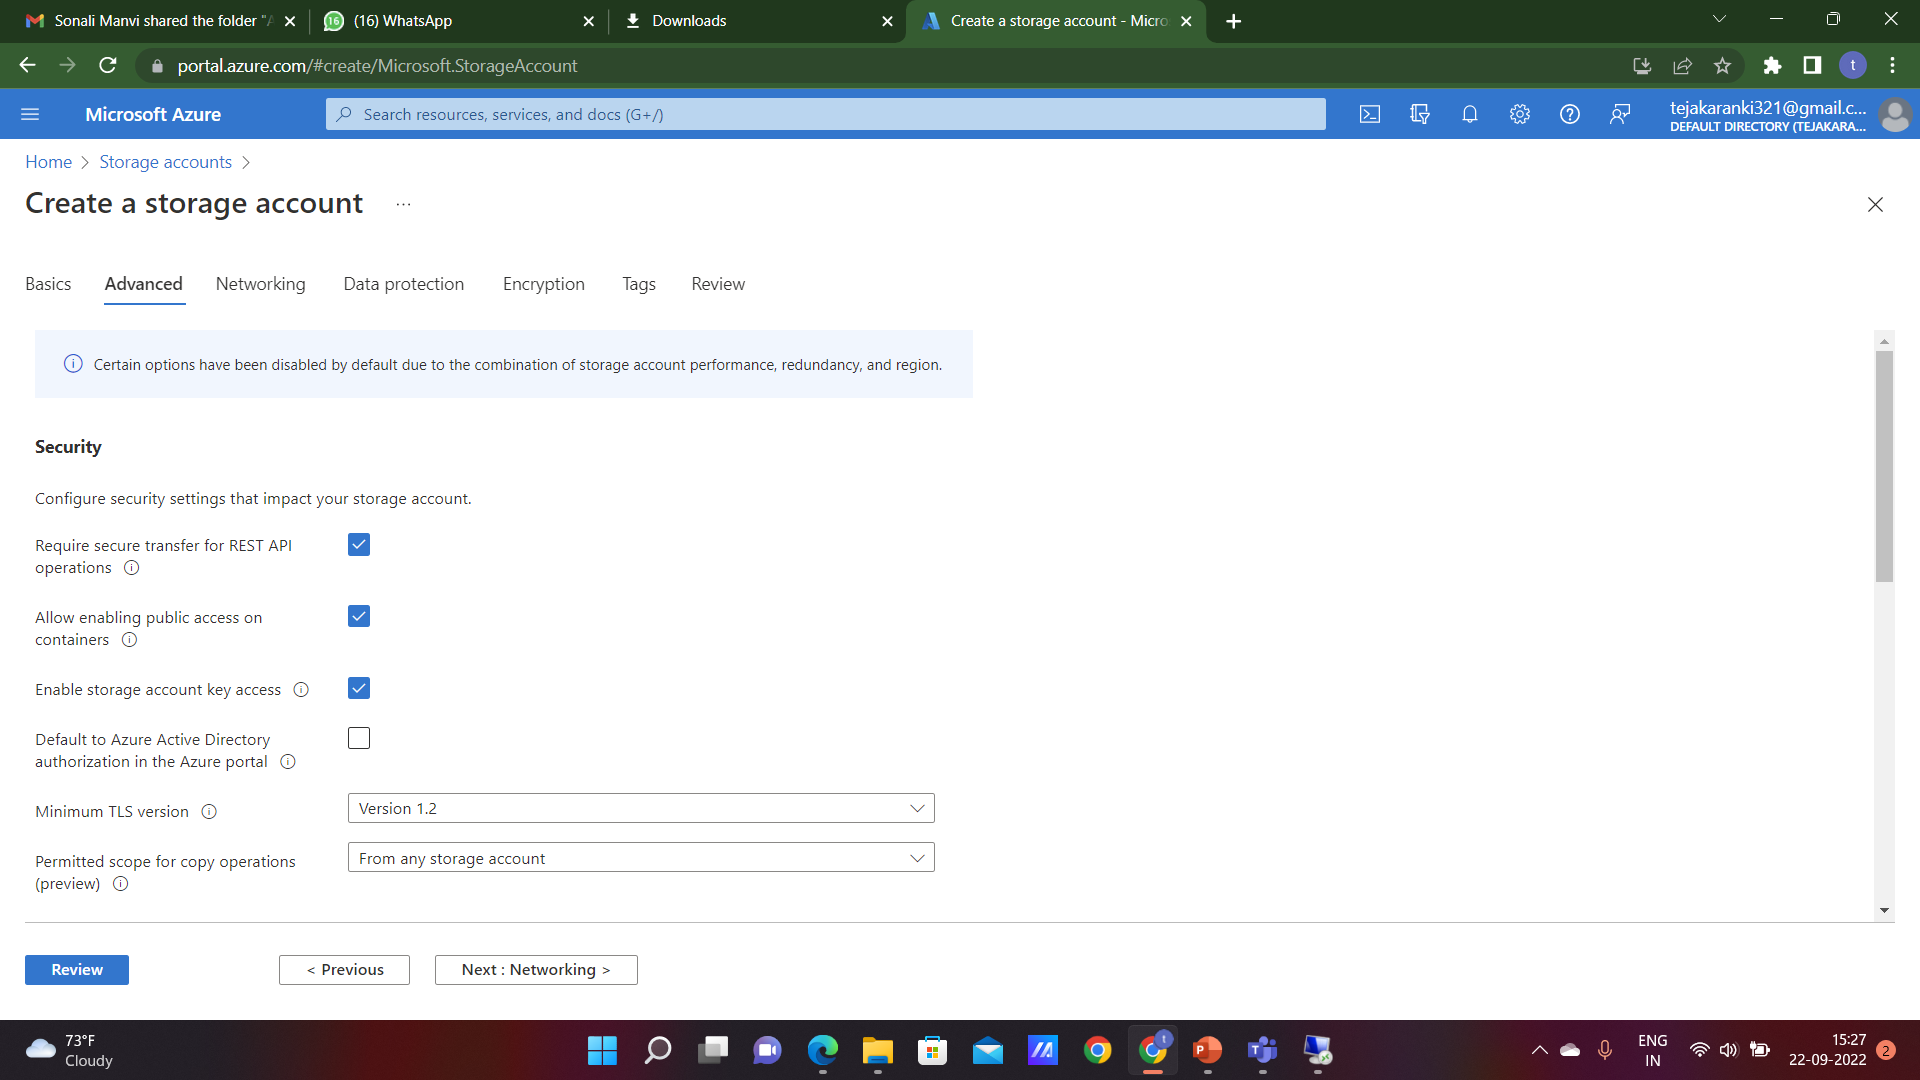 Sonali Manvi shared the folder "A
(16) WhatsApp
Downloads
Create a storage account - Micro
portal.azure.com/#create/Microsoft.StorageAccount
t
Microsoft Azure
Search resources, services, and docs (G+/)
tejakaranki321@gmail.c...
DEFAULT DIRECTORY (TEJAKARA...
Home > Storage accounts >
Create a storage account ...
Basics
Advanced
Networking
Data protection
Encryption
Tags
Review
Certain options have been disabled by default due to the combination of storage account performance, redundancy, and region.
Security
Configure security settings that impact your storage account.
Require secure transfer for REST API
operations
Allow enabling public access on
containers
Enable storage account key access
Default to Azure Active Directory
authorization in the Azure portal
Minimum TLS version
Version 1.2
Permitted scope for copy operations
(preview)
From any storage account
Review
< Previous
Next : Networking >
73°F
Cloudy
ENG
IN
15:27
22-09-2022
2